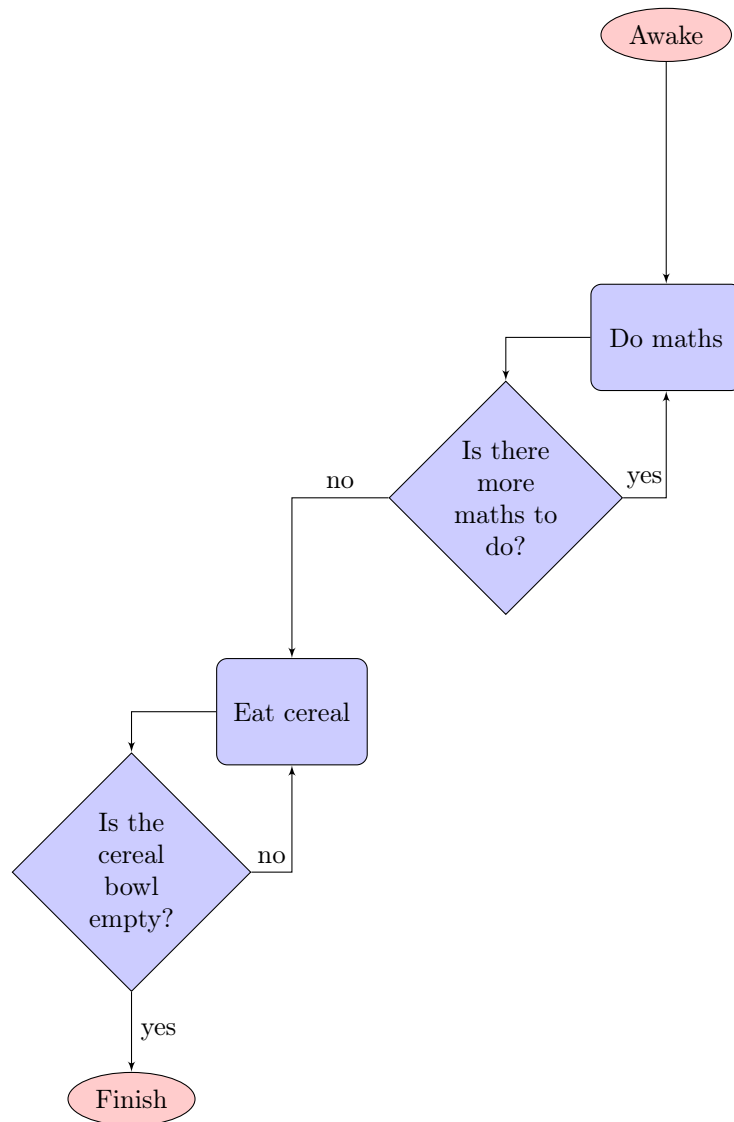 Awake
Do maths
Is there
more
maths to
do?
yes
no
Eat cereal
Is the
cereal
bowl
empty?
no
yes
Finish